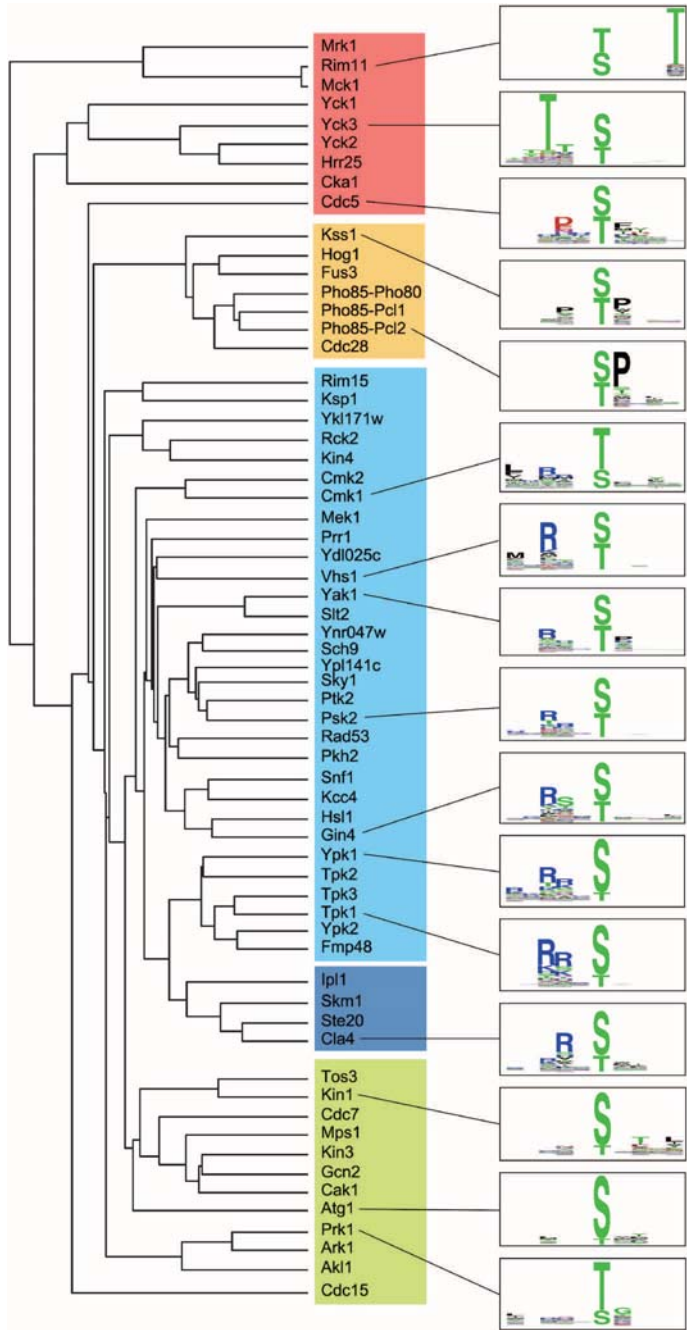 Mrk1
Rim11
Mck1
Yck1
Yck3
Yck2
Hrr25
Cka1
Cdc5
Kss1
Hog1
Fus3
Pho85-Pho80
Pho85-Pcl1
Pho85-Pcl2
Cdc28
Rim15
Ksp1
Ykl171w
Rck2
Kin4
Cmk2
Cmk1
Mek1
Prr1
Ydl025c
Vhs1
Yak1
Slt2
Ynr047w
Sch9
Ypl141c
Sky1
Ptk2
Psk2
Rad53
Pkh2
Snf1
Kcc4
Hsl1
Gin4
Ypk1
Tpk2
Tpk3
Tpk1
Ypk2
Fmp48
Ipl1
Skm1
Ste20
Cla4
Tos3
Kin1
Cdc7
Mps1
Kin3
Gcn2
Cak1
Atg1
Prk1
Ark1
Akl1
Cdc15
T T
S
T S
T
P S
T
P S P
T
S P
T
L R T
S
M R S
T
R S P
T
R S
T
R S S
T
R R S
T
R R S
T
R S
T
S T
T
S
T
T G
S